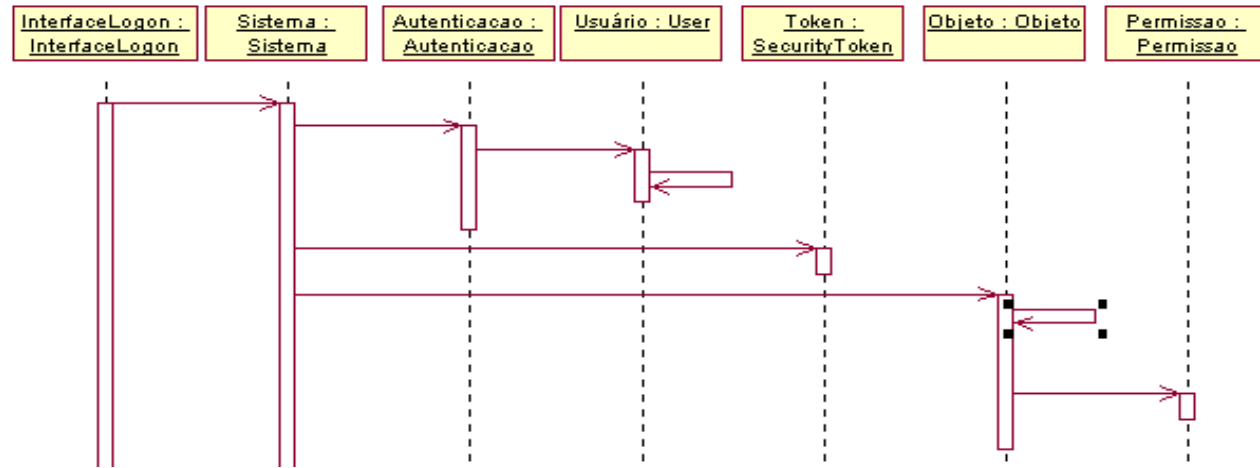 InterfaceLogon :
InterfaceLogon
Sistema :
Sistema
Autenticacao :
Autenticacao
Usuário : User
Token :
SecurityToken
Objeto : Objeto
Permissao :
Permissao